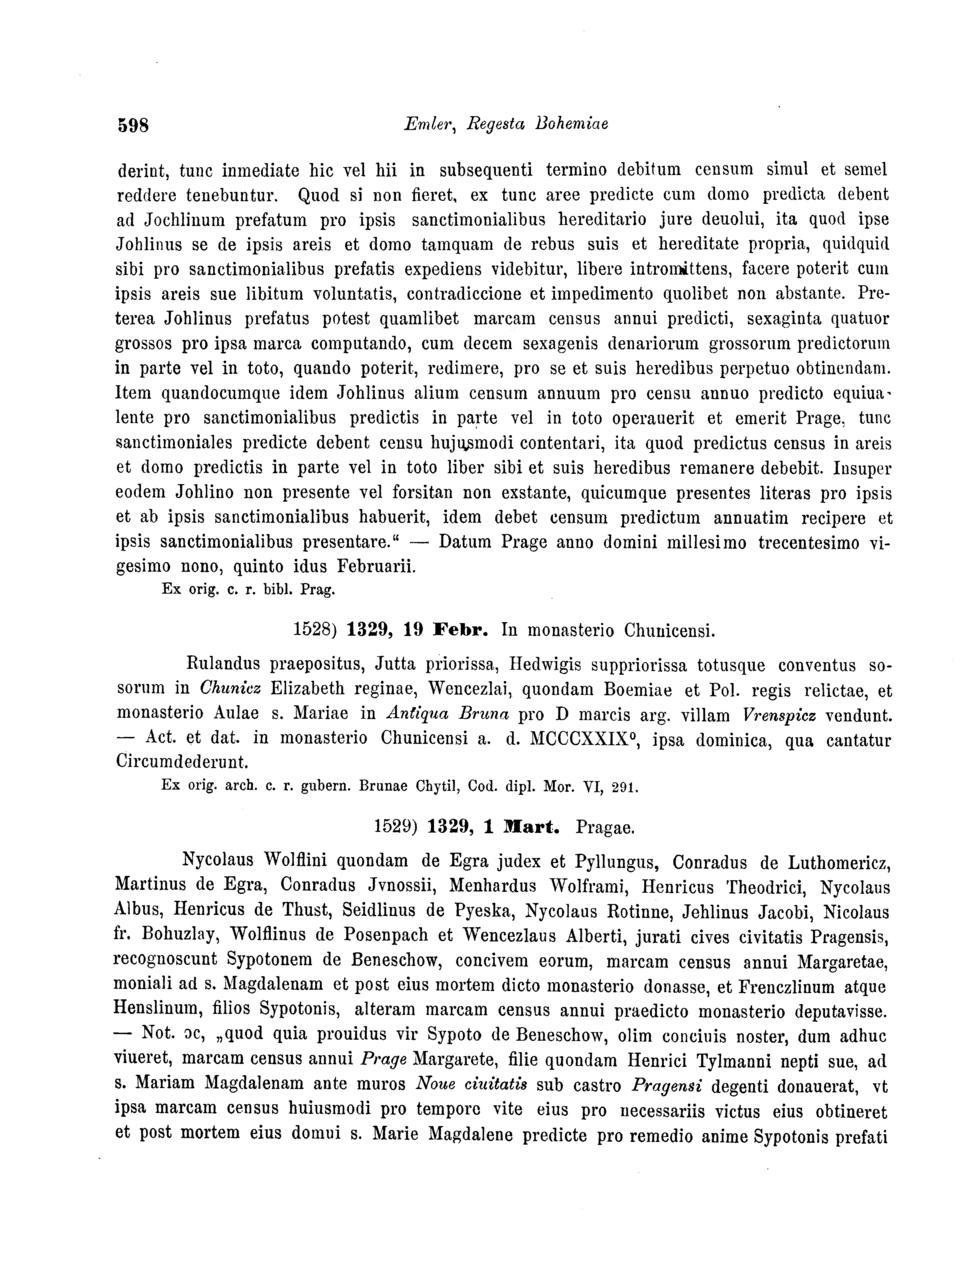 598 Emler, Regesta Bohemiae
derint, tunc inmediate hic vel hii in subsequenti termino debitum censum simul et semel
reddere tenebuntur. Quod si non fieret, ex tunc aree predicte cum domo predicta debent
ad Jochlinum prefatum pro ipsis sanctimonialibus hereditario jure deuolui, ita quod ipse
Johlinus se de ipsis areis et domo tamquam de rebus suis et hereditate propria, quidquid
sibi pro sanctimonialibus prefatis expediens videbitur, libere intromittens, facere poterit cum
ipsis areis sue libitum voluntatis, contradiccione et impedimento quolibet non abstante. Pre-
terea Johlinus prefatus potest quamlibet marcam census annui predicti, sexaginta quatuor
grossos pro ipsa marca computando, cum decem sexagenis denariorum grossorum predictorum
in parte vel in toto, quando poterit, redimere, pro se et suis heredibus perpetuo obtinendam.
Item quandocumque idem Johlinus alium censum annuum pro censu annuo predicto equiua-
lente pro sanctimonialibus predictis in parte vel in toto operauerit et emerit Prage, tunc
sanctimoniales predicte debent censu hujusmodi contentari, ita quod predictus census in areis
et domo predictis in parte vel in toto liber sibi et suis heredibus remanere debebit. Insuper
eodem Johlino non presente vel forsitan non exstante, quicumque presentes literas pro ipsis
et ab ipsis sanctimonialibus habuerit, idem debet censum predictum annuatim recipere et
ipsis sanctimonialibus presentare.“ — Datum Prage anno domini millesimo trecentesimo vi-
gesimo nono, quinto idus Februarii.
Ex orig. c. r. bibl. Prag.
1528) 1329, 19 Febr. In monasterio Chunicensi.
Rulandus praepositus, Jutta priorissa, Hedwigis suppriorissa totusque conventus so-
sorum in Chunicz Elizabeth reginae, Wencezlai, quondam Boemiae et Pol. regis relictae, et
monasterio Aulae s. Mariae in Antiqua Bruna pro D marcis arg. villam Vrenspicz vendunt.
— Act. et dat. in monasterio Chunicensi a. d. MCCCXXIX⁰, ipsa dominica, qua cantatur
Circumdederunt.
Ex orig. arch. c. r. gubern. Brunae Chytil, Cod. dipl. Mor. VI, 291.
1529) 1329, 1 Mart. Pragae.
Nycolaus Wolflini quondam de Egra judex et Pyllungus, Conradus de Luthomericz,
Martinus de Egra, Conradus Jvnossii, Menhardus Wolframi, Henricus Theodrici, Nycolaus
Albus, Henricus de Thust, Seidlinus de Pyeska, Nycolaus Rotinne, Jehlinus Jacobi, Nicolaus
fr. Bohuzlay, Wolflinus de Posenpach et Wencezlaus Alberti, jurati cives civitatis Pragensis,
recognoscunt Sypotonem de Beneschow, concivem eorum, marcam census annui Margaretae,
moniali ad s. Magdalenam et post eius mortem dicto monasterio donasse, et Frenczlinum atque
Henslinum, filios Sypotonis, alteram marcam census annui praedicto monasterio deputavisse.
— Not. ɔc, „quod quia prouidus vir Sypoto de Beneschow, olim conciuis noster, dum adhuc
viueret, marcam census annui Prage Margarete, filie quondam Henrici Tylmanni nepti sue, ad
s. Mariam Magdalenam ante muros Noue ciuitatis sub castro Pragensi degenti donauerat, vt
ipsa marcam census huiusmodi pro tempore vite eius pro necessariis victus eius obtineret
et post mortem eius domui s. Marie Magdalene predicte pro remedio anime Sypotonis prefati